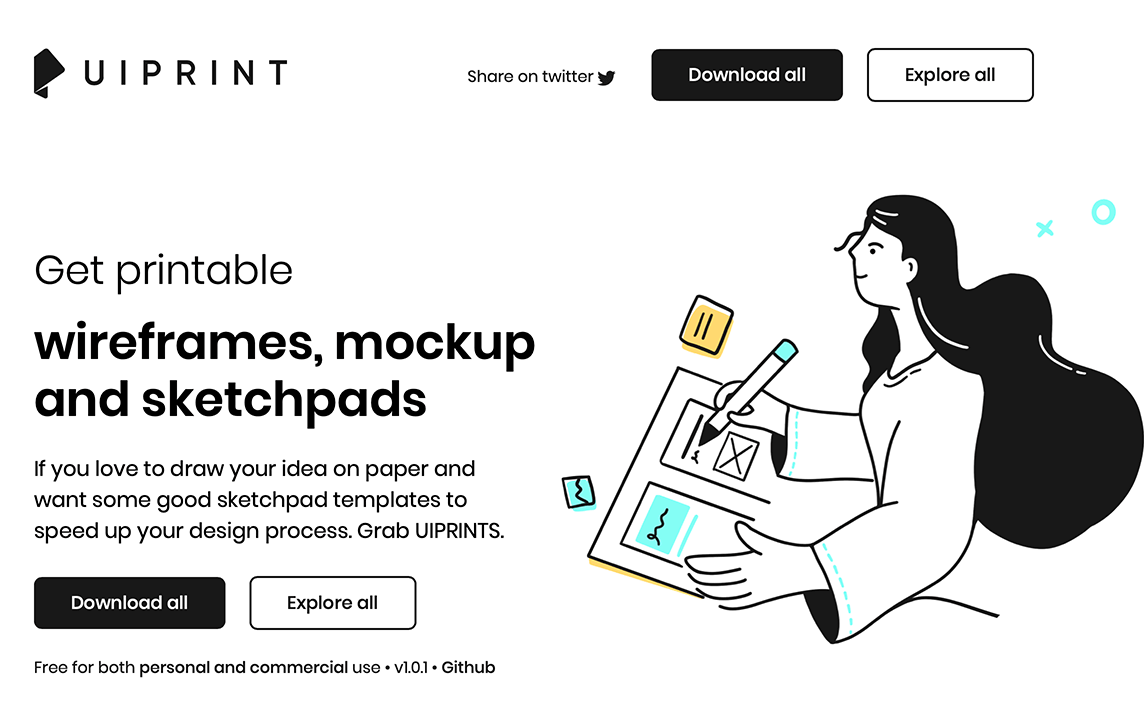 UIPRINT
Share on twitter
Download all
Explore all
Get printable
wireframes, mockup
and sketchpads
If you love to draw your idea on paper and
want some good sketchpad templates to
speed up your design process. Grab UIPRINTS.
Download all
Explore all
Free for both personal and commercial use • v1.0.1 • Github